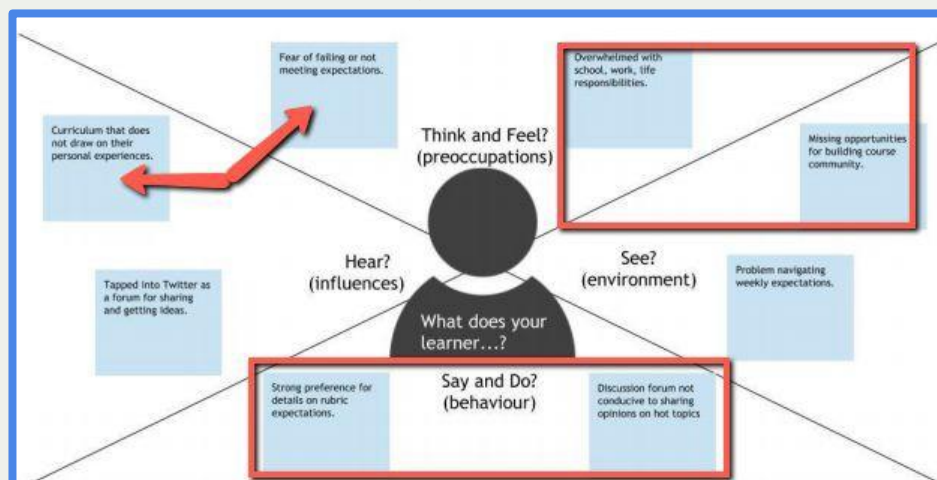 Fear of failing or not
meeting expectations.
Overwhelmed with
school, work, life
responsibilities.
Curriculum that does
not draw on their
personal experiences.
Think and Feel?
(preoccupations)
Missing opportunities
for building course
community.
Hear?
(influences)
See?
(environment)
Tapped into Twitter as
a forum for sharing
and getting ideas.
Problem navigating
weekly expectations.
What does your
learner...?
Strong preference for
details on rubric
expectations.
Say and Do?
(behaviour)
Discussion forum not
conducive to sharing
opinions on hot topics